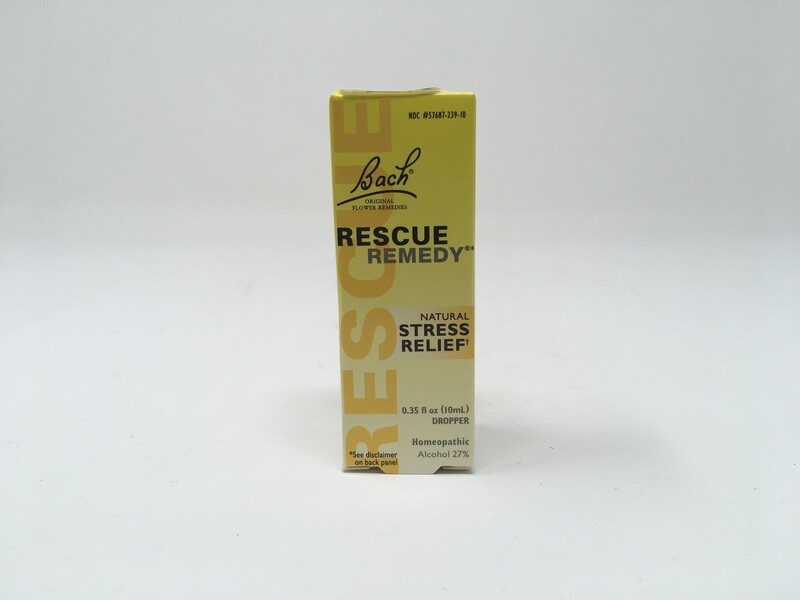 NDC #57687-239-10
Bach®
ORIGINAL
FLOWER REMEDIES
RESCUE
REMEDY®*
RESCUE
NATURAL
STRESS
RELIEF†
0.35 fl oz (10mL)
DROPPER
Homeopathic
Alcohol 27%
*See disclaimer
on back panel